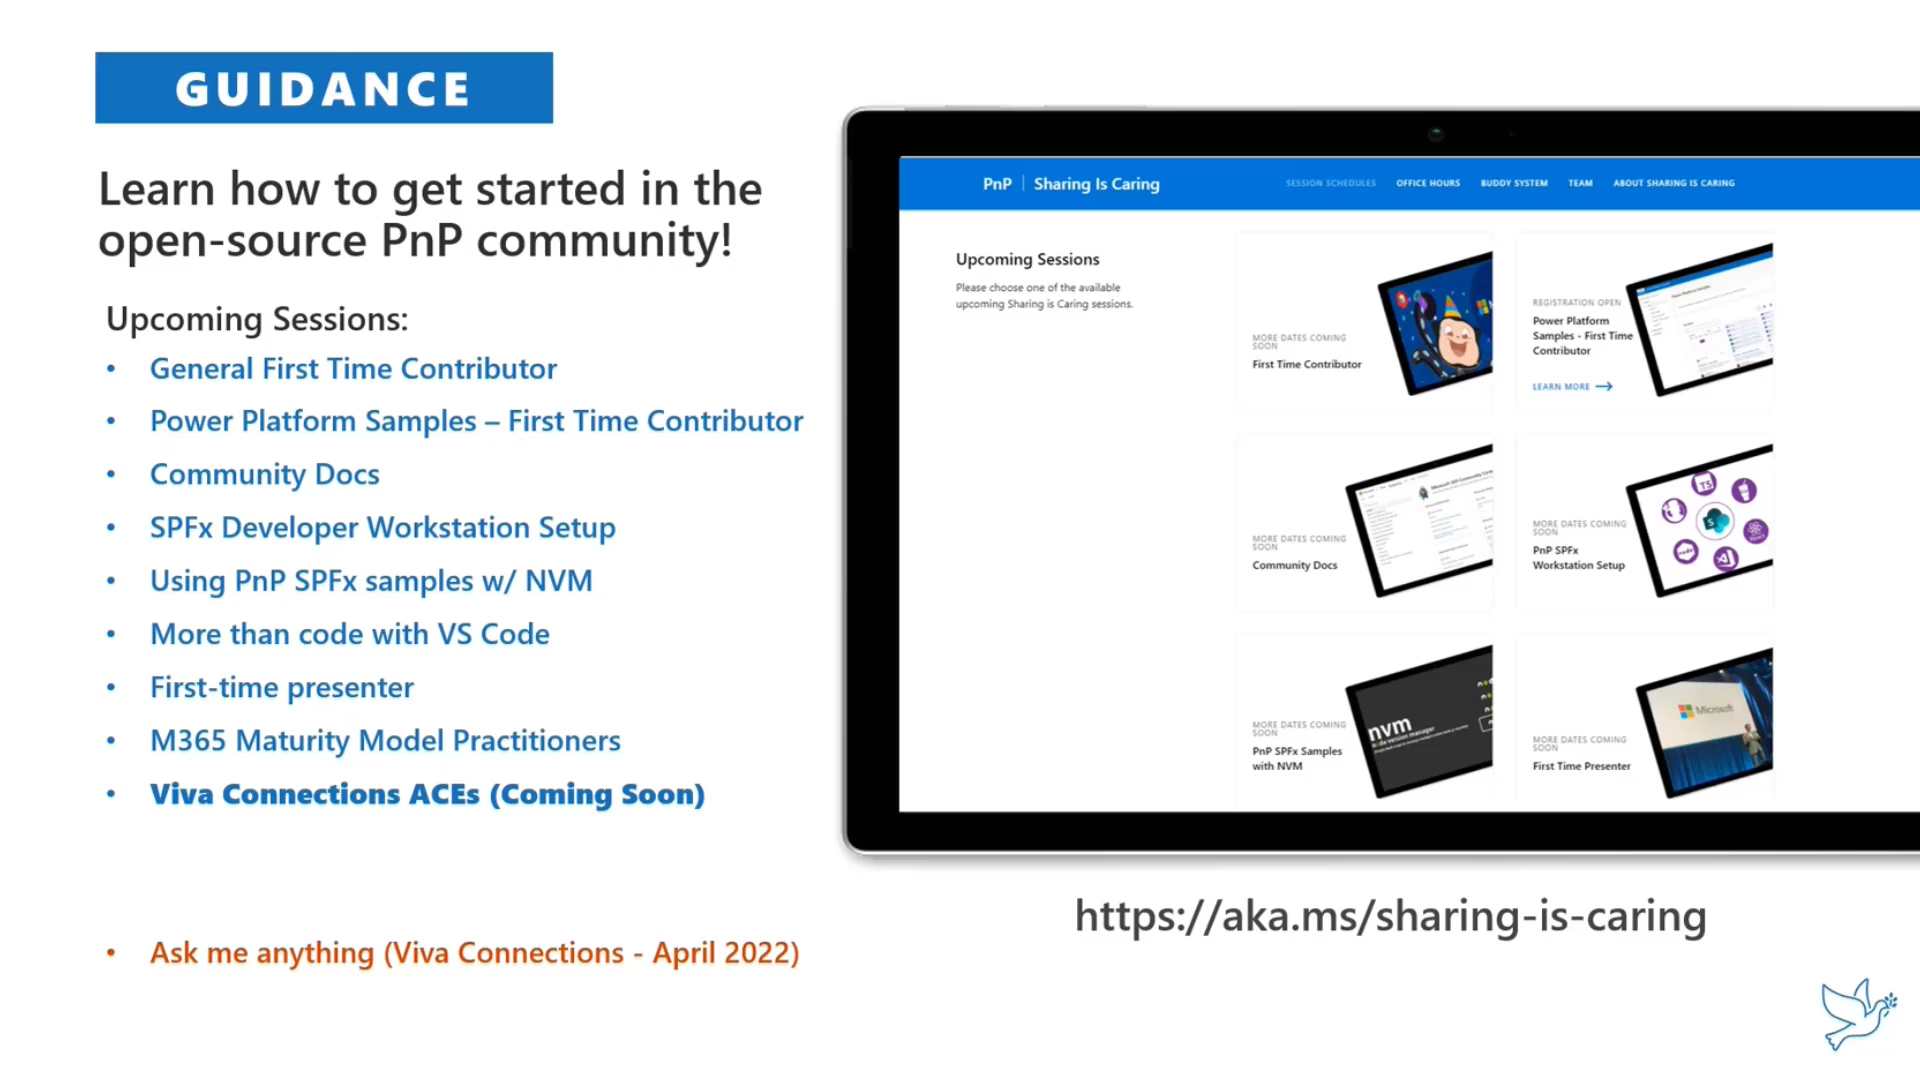 GUIDANCE
Learn how to get started in the
open-source PnP community!
Upcoming Sessions:
• General First Time Contributor
• Power Platform Samples – First Time Contributor
• Community Docs
• SPFx Developer Workstation Setup
• Using PnP SPFx samples w/ NVM
• More than code with VS Code
• First-time presenter
• M365 Maturity Model Practitioners
• Viva Connections ACEs (Coming Soon)
• Ask me anything (Viva Connections - April 2022)
PnP | Sharing Is Caring
SESSION SCHEDULES OFFICE HOURS BUDDY SYSTEM TEAM ABOUT SHARING IS CARING
Upcoming Sessions
Please choose one of the available
upcoming Sharing is Caring sessions.
MORE DATES COMING
SOON
First Time Contributor
REGISTRATION OPEN
Power Platform
Samples - First Time
Contributor
LEARN MORE
MORE DATES COMING
SOON
Community Docs
MORE DATES COMING
SOON
PnP SPFx
Workstation Setup
TS
S
node
MORE DATES COMING
SOON
PnP SPFx Samples
with NVM
nvm
node version manager
MORE DATES COMING
SOON
First Time Presenter
Microsoft
https://aka.ms/sharing-is-caring